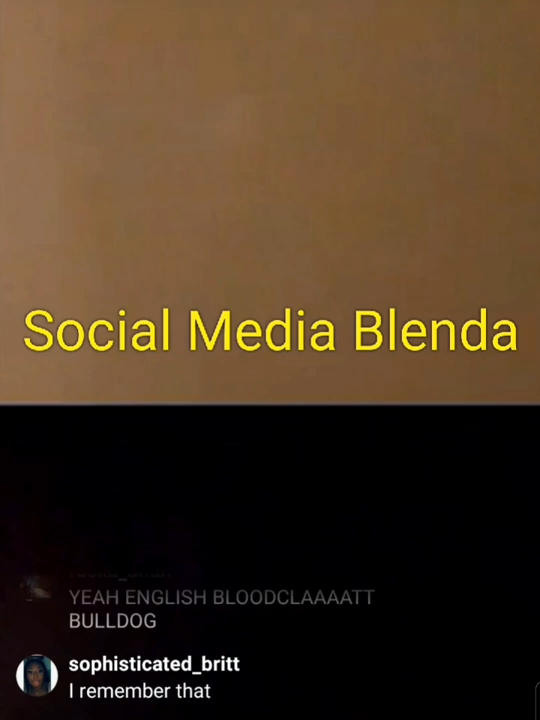 Social Media Blenda
YEAH ENGLISH BLOODCLAAAATT
BULLDOG
sophisticated_britt
I remember that